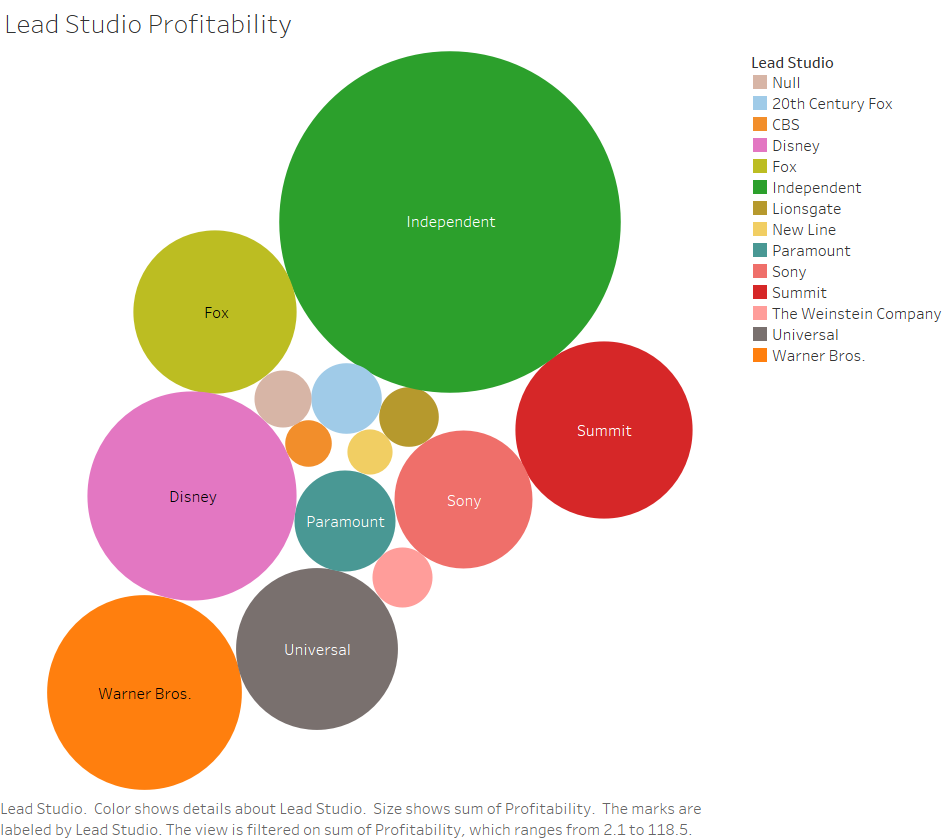 Lead Studio Profitability
Lead Studio
Null
20th Century Fox
CBS
Disney
Fox
Independent
Lionsgate
New Line
Paramount
Sony
Summit
The Weinstein Company
Universal
Warner Bros.
Independent
Fox
Summit
Disney
Sony
Paramount
Universal
Warner Bros.
Lead Studio.  Color shows details about Lead Studio.  Size shows sum of Profitability.  The marks are
labeled by Lead Studio. The view is filtered on sum of Profitability, which ranges from 2.1 to 118.5.